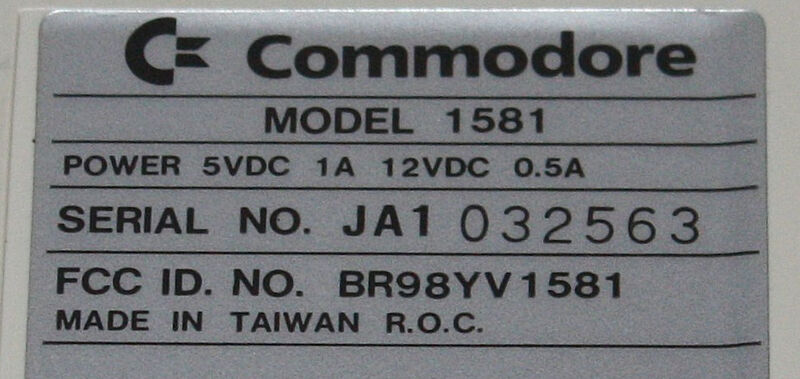 Commodore
MODEL 1581
POWER 5VDC 1A 12VDC 0.5A
SERIAL NO. JA1 032563
FCC ID. NO. BR98YV1581
MADE IN TAIWAN R.O.C.